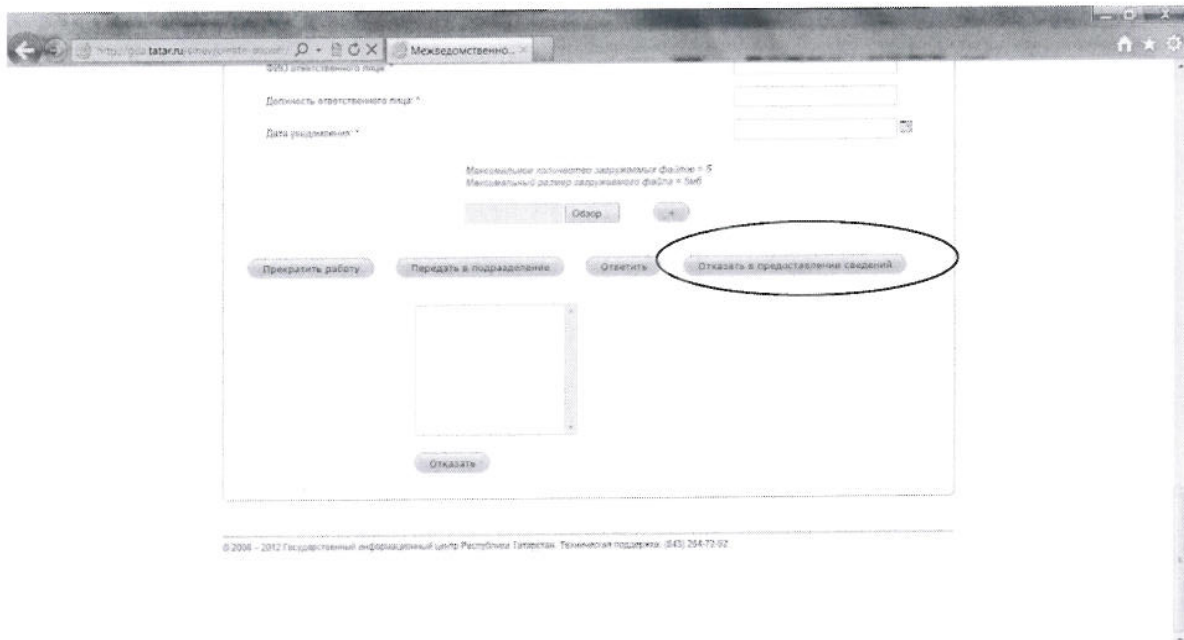 tatar.ru
Межведомственно...
ФИО ответственного лица: *
Должность ответственного лица: *
Дата уведомления: *
Максимальное количество загружаемых файлов = 5
Максимальный размер загружаемого файла = 5мб
Обзор...
+
Прекратить работу Передать в подразделение Ответить Отказать в предоставлении сведений
Отказать
© 2004 – 2012 Государственный информационный центр Республики Татарстан. Техническая поддержка: (843) 264-72-92